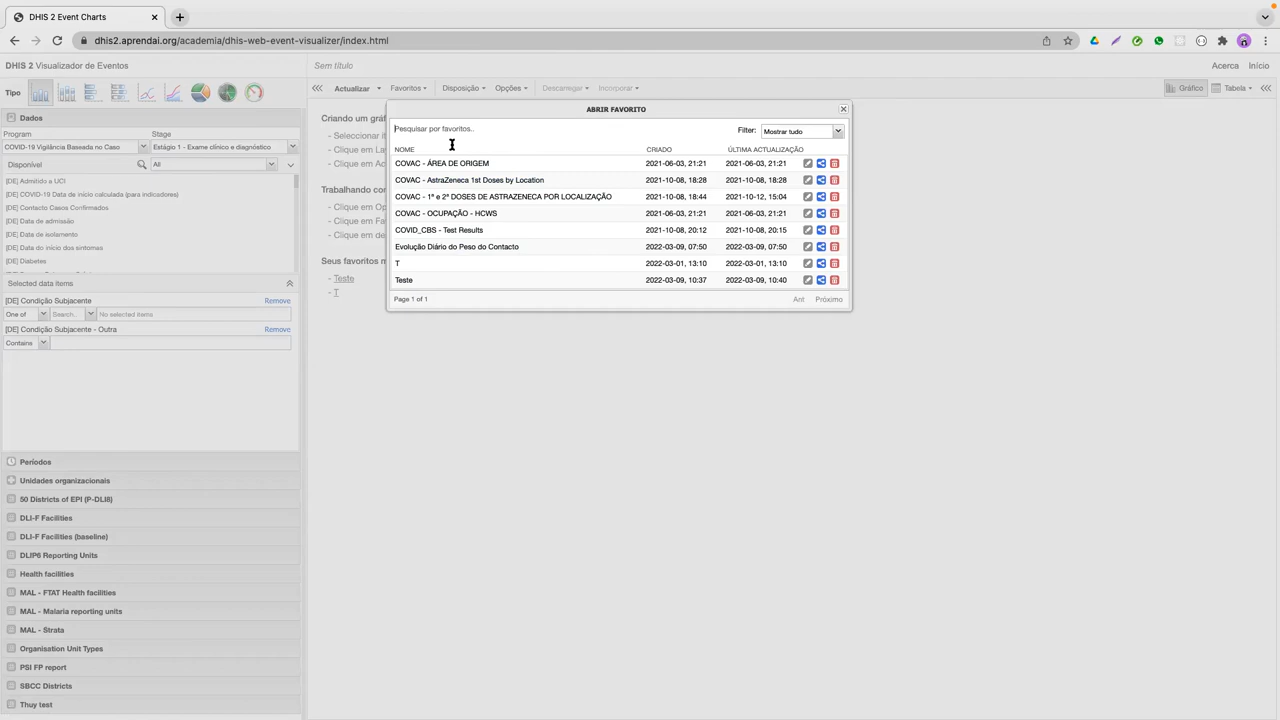 DHIS 2 Event Charts
dhis2.aprendai.org/academia/dhis-web-event-visualizer/index.html
DHIS 2 Visualizador de Eventos
Sem título
Acerca
Início
Tipo
Actualizar
Favoritos
Disposição
Opções
Descarregar
Incorporar
Gráfico
Tabela
Dados
Program
Stage
COVID-19 Vigilância Baseada no Caso
Estágio 1 - Exame clínico e diagnóstico
Disponível
All
[DE] Admitido a UCI
[DE] COVID-19 Data de início calculada (para indicadores)
[DE] Contacto Casos Confirmados
[DE] Data de admissão
[DE] Data de isolamento
[DE] Data do início dos sintomas
[DE] Diabetes
Selected data items
[DE] Condição Subjacente
Remove
One of
Search..
No selected items
[DE] Condição Subjacente - Outra
Remove
Contains
Períodos
Unidades organizacionais
50 Districts of EPI (P-DLI8)
DLI-F Facilities
DLI-F Facilities (baseline)
DLIP6 Reporting Units
Health facilities
MAL - FTAT Health facilities
MAL - Malaria reporting units
MAL - Strata
Organisation Unit Types
PSI FP report
SBCC Districts
Thuy test
Criando um gráf
- Seleccionar it
- Clique em Lay
- Clique em Ac
Trabalhando cor
- Clique em Op
- Clique em Fa
- Clique em de
Seus favoritos m
- Teste
- T
ABRIR FAVORITO
Pesquisar por favoritos..
Filter:
Mostrar tudo
NOME
CRIADO
ÚLTIMA ACTUALIZAÇÃO
COVAC - ÁREA DE ORIGEM
2021-06-03, 21:21
2021-06-03, 21:21
COVAC - AstraZeneca 1st Doses by Location
2021-10-08, 18:28
2021-10-08, 18:28
COVAC - 1ª e 2ª DOSES DE ASTRAZENECA POR LOCALIZAÇÃO
2021-10-08, 18:44
2021-10-12, 15:04
COVAC - OCUPAÇÃO - HCWS
2021-06-03, 21:21
2021-06-03, 21:21
COVID_CBS - Test Results
2021-10-08, 20:12
2021-10-08, 20:15
Evolução Diário do Peso do Contacto
2022-03-09, 07:50
2022-03-09, 07:50
T
2022-03-01, 13:10
2022-03-01, 13:10
Teste
2022-03-09, 10:37
2022-03-09, 10:40
Page 1 of 1
Ant
Próximo